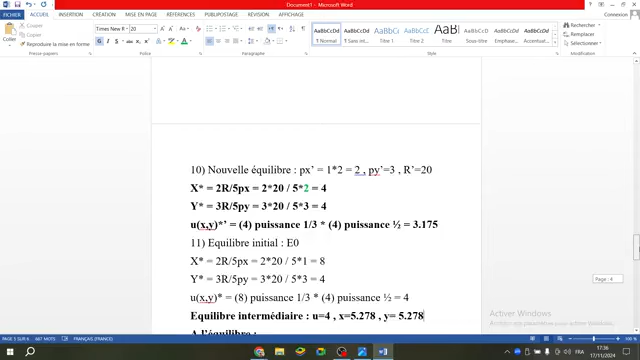 Document1 - Microsoft Word
FICHIER ACCUEIL INSERTION CRÉATION MISE EN PAGE RÉFÉRENCES PUBLIPOSTAGE RÉVISION AFFICHAGE Connexion
Coller
Couper
Copier
Reproduire la mise en forme
Times New R 20
AaBbCcDd AaBbCcDd AaBbCc AaBbCcC AaBl AaBbCcC AaBbCcDd AaBbCcDd
1 Normal Titre 1 Titre 2 Titre Sous-titre Emphase... Accentuat...
Rechercher
Remplacer
Sélectionner
Presse-papiers Police Paragraphe Style Modification
10) Nouvelle équilibre : px’ = 1*2 = 2 , py’=3 , R’=20
X* = 2R/5px = 2*20 / 5*2 = 4
Y* = 3R/5py = 3*20 / 5*3 = 4
u(x,y)*’ = (4) puissance 1/3 * (4) puissance ½ = 3.175
11) Equilibre initial : E0
X* = 2R/5px = 2*20 / 5*1 = 8
Y* = 3R/5py = 3*20 / 5*3 = 4
u(x,y)* = (8) puissance 1/3 * (4) puissance ½ = 4
Equilibre intermédiaire : u=4 , x=5.278 , y= 5.278
A l’équilibre :
Page : 4
Activer Windows
PAGE 5 SUR 6 667 MOTS FRANÇAIS (FRANCE) 100 %
FRA
17:36
17/11/2024